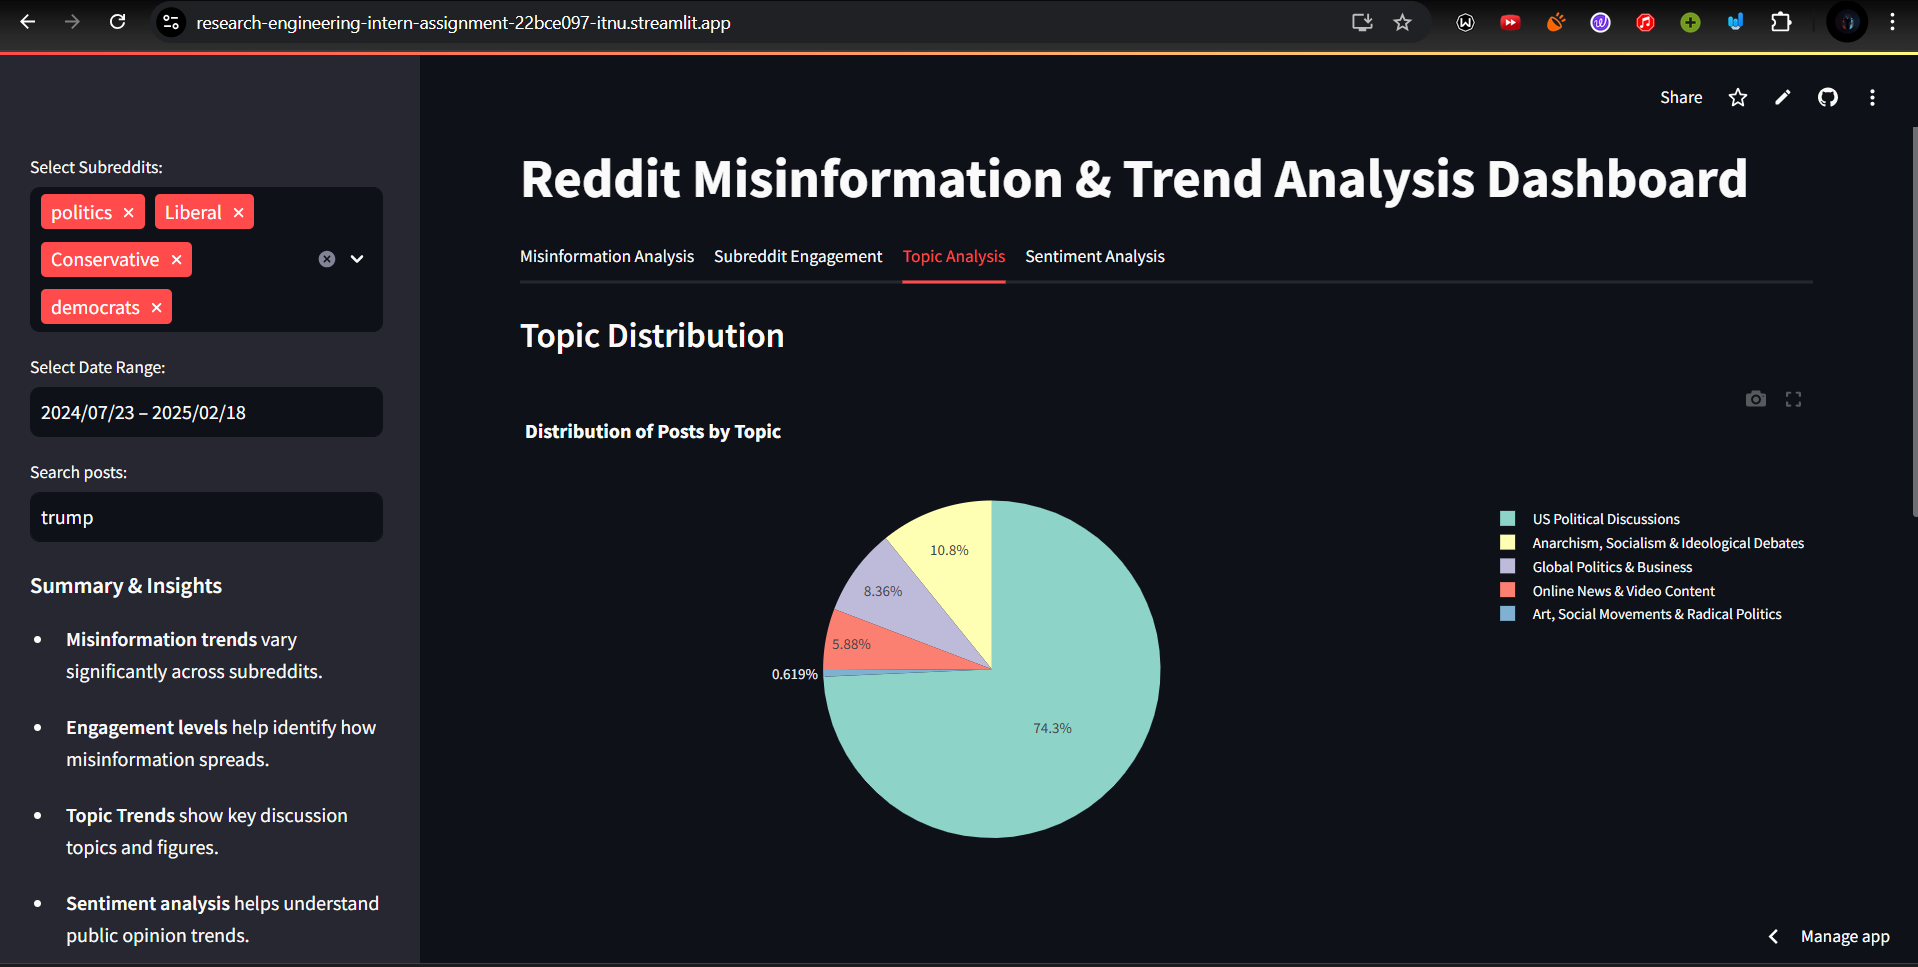 research-engineering-intern-assignment-22bce097-itnu.streamlit.app
Share
Select Subreddits:
politics ×
Liberal ×
Conservative ×
democrats ×
Select Date Range:
2024/07/23 – 2025/02/18
Search posts:
trump
Summary & Insights
• Misinformation trends vary
significantly across subreddits.
• Engagement levels help identify how
misinformation spreads.
• Topic Trends show key discussion
topics and figures.
• Sentiment analysis helps understand
public opinion trends.
Reddit Misinformation & Trend Analysis Dashboard
Misinformation Analysis
Subreddit Engagement
Topic Analysis
Sentiment Analysis
Topic Distribution
Distribution of Posts by Topic
10.8%
8.36%
5.88%
0.619%
74.3%
US Political Discussions
Anarchism, Socialism & Ideological Debates
Global Politics & Business
Online News & Video Content
Art, Social Movements & Radical Politics
Manage app